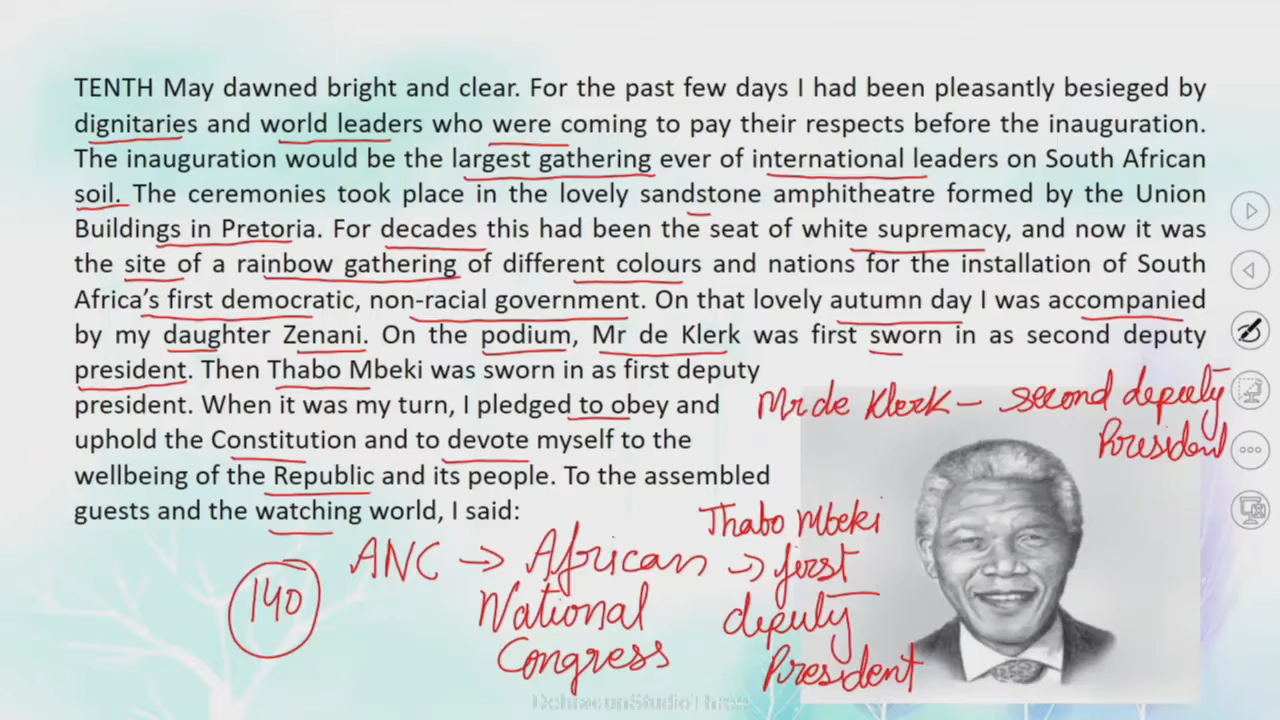 TENTH May dawned bright and clear. For the past few days I had been pleasantly besieged by
dignitaries and world leaders who were coming to pay their respects before the inauguration.
The inauguration would be the largest gathering ever of international leaders on South African
soil. The ceremonies took place in the lovely sandstone amphitheatre formed by the Union
Buildings in Pretoria. For decades this had been the seat of white supremacy, and now it was
the site of a rainbow gathering of different colours and nations for the installation of South
Africa's first democratic, non-racial government. On that lovely autumn day I was accompanied
by my daughter Zenani. On the podium, Mr de Klerk was first sworn in as second deputy
president. Then Thabo Mbeki was sworn in as first deputy
president. When it was my turn, I pledged to obey and
uphold the Constitution and to devote myself to the
wellbeing of the Republic and its people. To the assembled
guests and the watching world, I said:
Mr de Klerk – second deputy
President
140
ANC → African
National
Congress
Thabo Mbeki
→ first
deputy
President